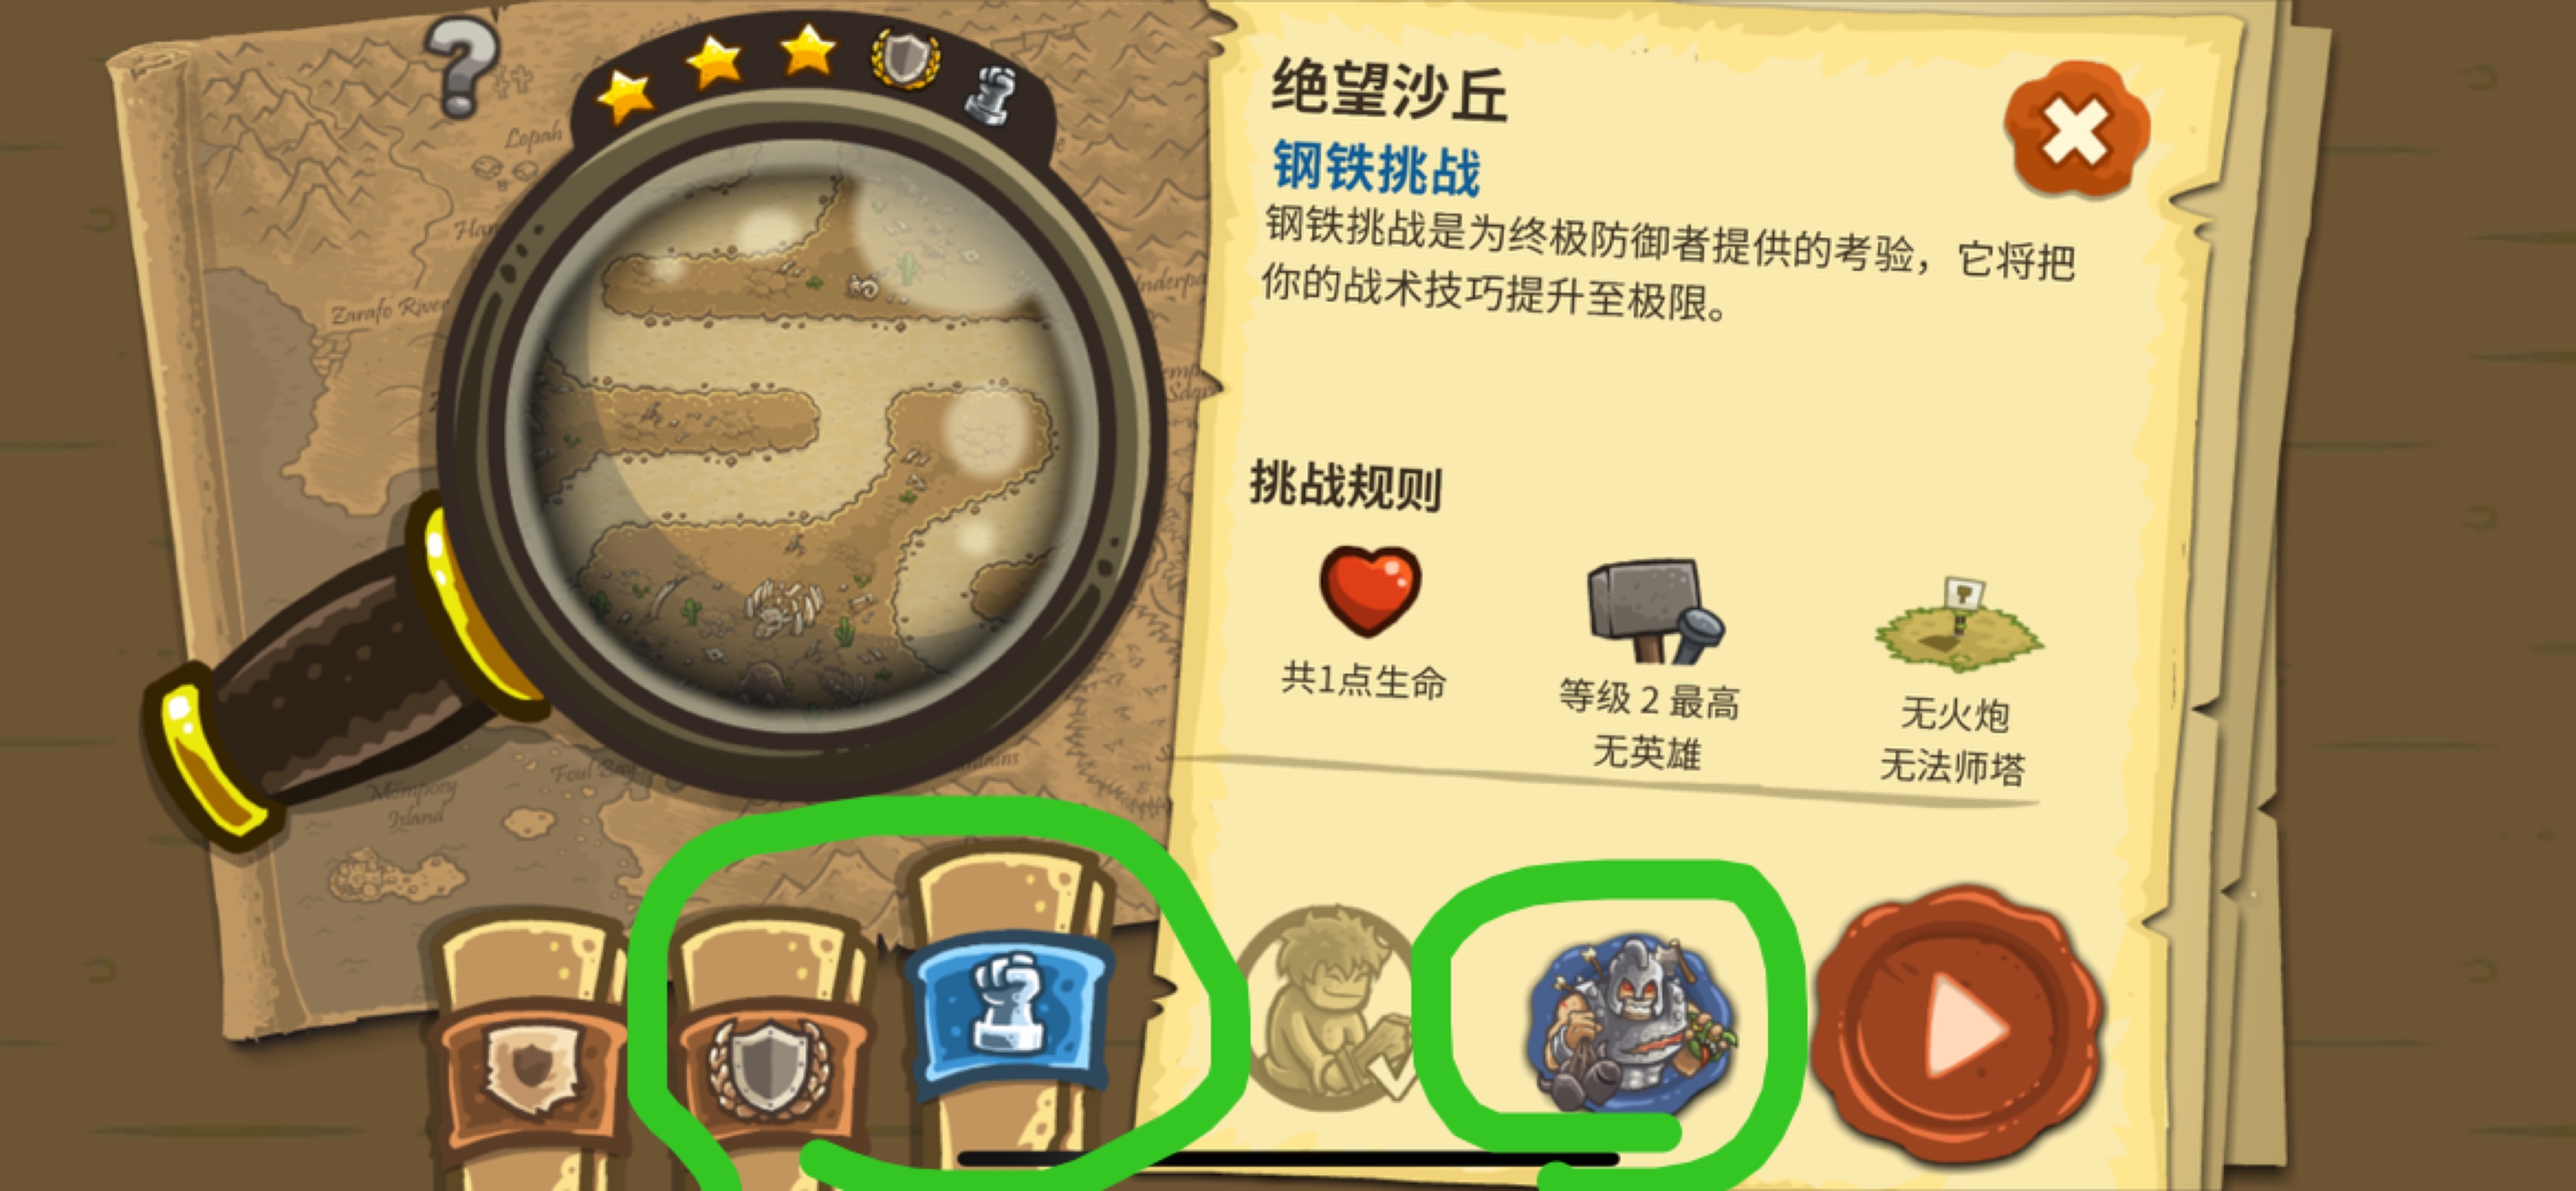 绝望沙丘
钢铁挑战
钢铁挑战是为终极防御者提供的考验，它将把
你的战术技巧提升至极限。
挑战规则
共1点生命
等级 2 最高
无英雄
无火炮
无法师塔
Lopah
Zarafo River
Foul Bay
Mompoey
Island